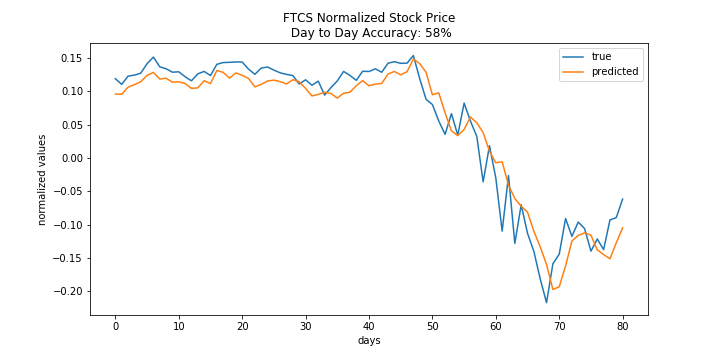 FTCS Normalized Stock Price
Day to Day Accuracy: 58%
true
predicted
0.15
0.10
0.05
0.00
−0.05
−0.10
−0.15
−0.20
normalized values
0 10 20 30 40 50 60 70 80
days